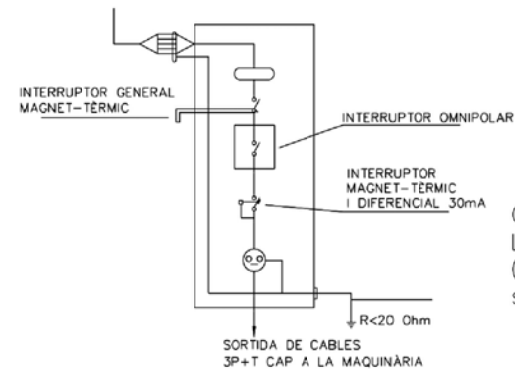 INTERRUPTOR GENERAL
MAGNET-TÈRMIC
INTERRUPTOR OMNIPOLAR
INTERRUPTOR
MAGNET-TÈRMIC
I DIFERENCIAL 30mA
R<20 Ohm
SORTIDA DE CABLES
3P+T CAP A LA MAQUINÀRIA